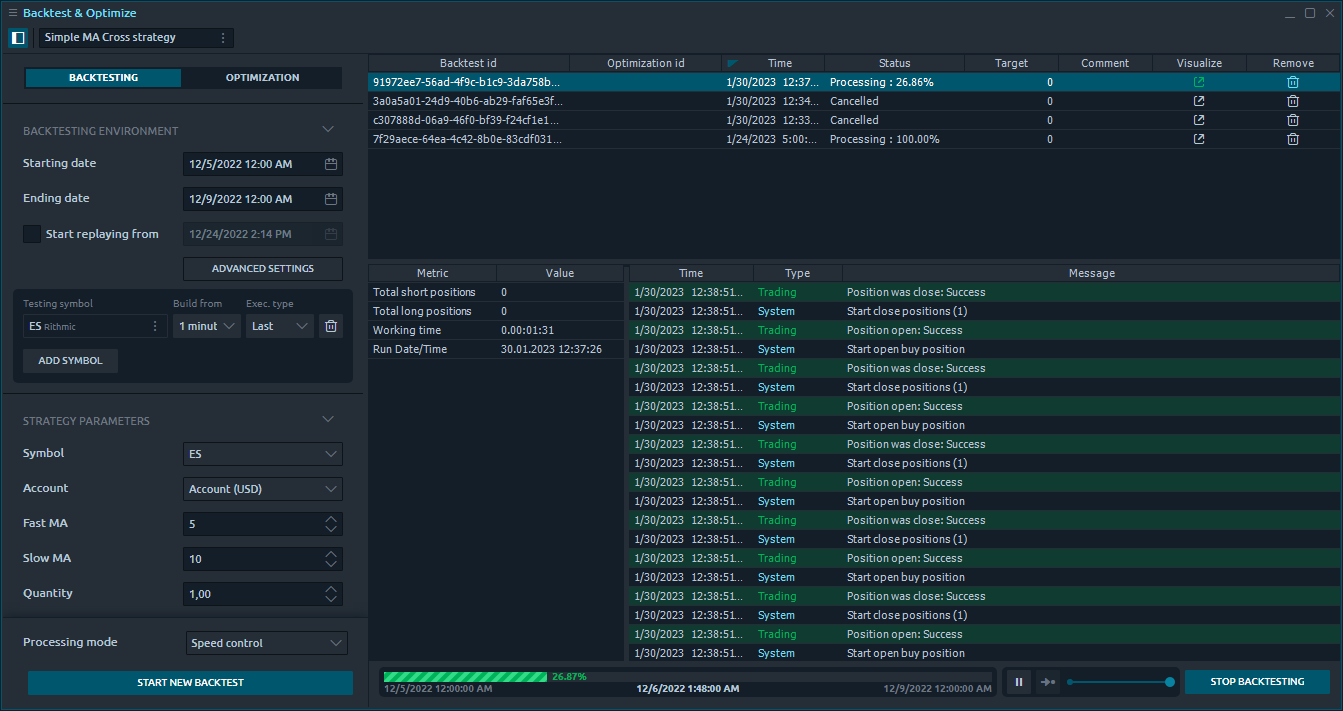 Backtest & Optimize
Simple MA Cross strategy
BACKTESTING OPTIMIZATION
BACKTESTING ENVIRONMENT
Starting date 12/5/2022 12:00 AM
Ending date 12/9/2022 12:00 AM
Start replaying from 12/24/2022 2:14 PM
ADVANCED SETTINGS
Testing symbol Build from Exec. type
ES Rithmic 1 minut Last
ADD SYMBOL
STRATEGY PARAMETERS
Symbol ES
Account Account (USD)
Fast MA 5
Slow MA 10
Quantity 1,00
Processing mode Speed control
START NEW BACKTEST
Backtest id Optimization id Time Status Target Comment Visualize Remove
91972ee7-56ad-4f9c-b1c9-3da758b... 1/30/2023 12:37... Processing : 26.86% 0
3a0a5a01-24d9-40b6-ab29-faf65e3f... 1/30/2023 12:34... Cancelled 0
c307888d-06a9-46f0-bf39-f24cf1e1... 1/30/2023 12:33... Cancelled 0
7f29aece-64ea-4c42-8b0e-83cdf031... 1/24/2023 5:00:... Processing : 100.00% 0
Metric Value
Total short positions 0
Total long positions 0
Working time 0.00:01:31
Run Date/Time 30.01.2023 12:37:26
Time Type Message
1/30/2023 12:38:51... Trading Position was close: Success
1/30/2023 12:38:51... System Start close positions (1)
1/30/2023 12:38:51... Trading Position open: Success
1/30/2023 12:38:51... System Start open buy position
1/30/2023 12:38:51... Trading Position was close: Success
1/30/2023 12:38:51... System Start close positions (1)
1/30/2023 12:38:51... Trading Position open: Success
1/30/2023 12:38:51... System Start open buy position
1/30/2023 12:38:51... Trading Position was close: Success
1/30/2023 12:38:51... System Start close positions (1)
1/30/2023 12:38:51... Trading Position open: Success
1/30/2023 12:38:51... System Start open buy position
1/30/2023 12:38:51... Trading Position was close: Success
1/30/2023 12:38:51... System Start close positions (1)
1/30/2023 12:38:51... Trading Position open: Success
1/30/2023 12:38:51... System Start open buy position
1/30/2023 12:38:51... Trading Position was close: Success
1/30/2023 12:38:51... System Start close positions (1)
1/30/2023 12:38:51... Trading Position open: Success
1/30/2023 12:38:51... System Start open buy position
26.87%
12/5/2022 12:00:00 AM 12/6/2022 1:48:00 AM 12/9/2022 12:00:00 AM
STOP BACKTESTING